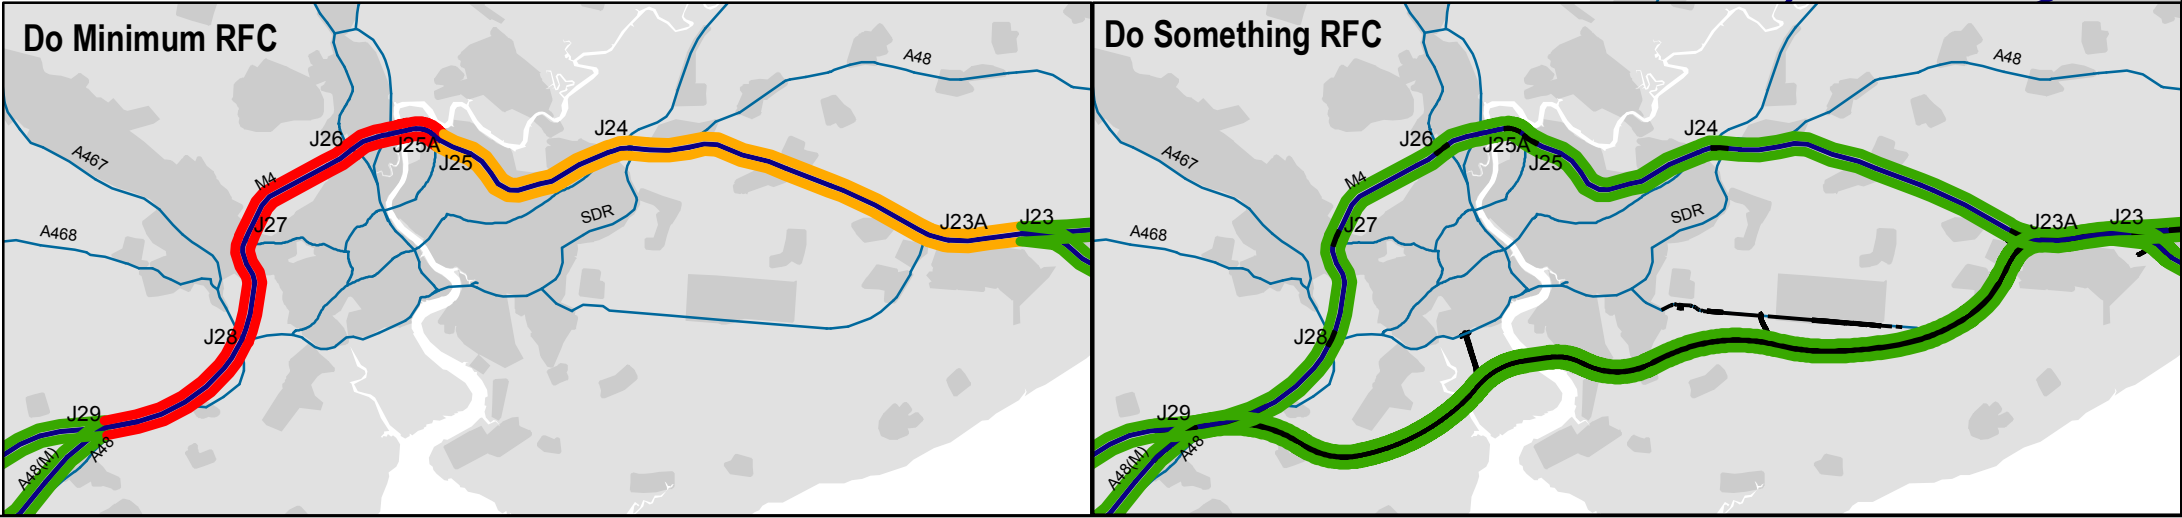 Do Minimum RFC
A48
J24
J26
J25A
J25
A467
M4
SDR
J27
J23A
J23
A468
J28
J29
A48
A48(M)
Do Something RFC
A48
J24
J26
J25A
J25
A467
M4
SDR
J27
J23A
J23
A468
J28
J29
A48
A48(M)